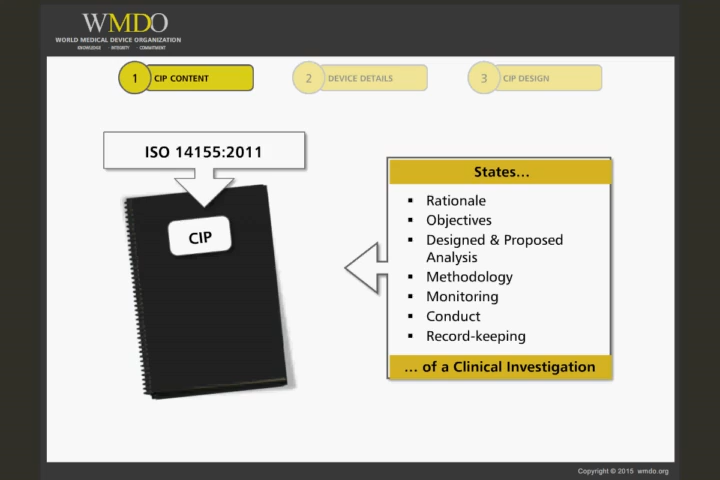 WMDO
WORLD MEDICAL DEVICE ORGANIZATION
KNOWLEDGE · INTEGRITY · COMMITMENT
1 CIP CONTENT
2 DEVICE DETAILS
3 CIP DESIGN
ISO 14155:2011
CIP
States...
▪ Rationale
▪ Objectives
▪ Designed & Proposed
Analysis
▪ Methodology
▪ Monitoring
▪ Conduct
▪ Record-keeping
... of a Clinical Investigation
Copyright © 2015 wmdo.org